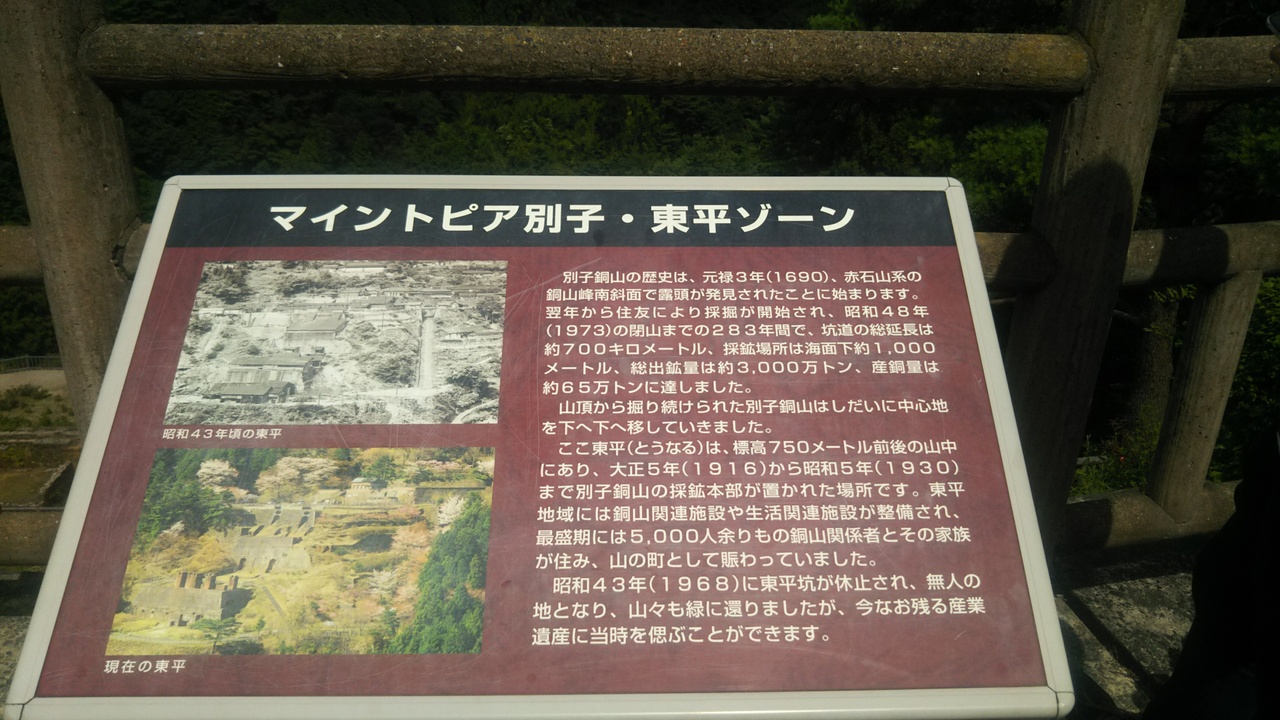 マイントピア別子・東平ゾーン
昭和43年頃の東平
現在の東平
別子銅山の歴史は、元禄3年(1690)、赤石山系の
銅山峰南斜面で露頭が発見されたことに始まります。
翌年から住友により採掘が開始され、昭和48年
(1973)の閉山までの283年間で、坑道の総延長は
約700キロメートル、採鉱場所は海面下約1,000
メートル、総出鉱量は約3,000万トン、産銅量は
約65万トンに達しました。
山頂から掘り続けられた別子銅山はしだいに中心地
を下へ下へ移していきました。
ここ東平(とうなる)は、標高750メートル前後の山中
にあり、大正5年(1916)から昭和5年(1930)
まで別子銅山の採鉱本部が置かれた場所です。東平
地域には銅山関連施設や生活関連施設が整備され、
最盛期には5,000人余りもの銅山関係者とその家族
が住み、山の町として賑わっていました。
昭和43年(1968)に東平坑が休止され、無人の
地となり、山々も緑に還りましたが、今なお残る産業
遺産に当時を偲ぶことができます。